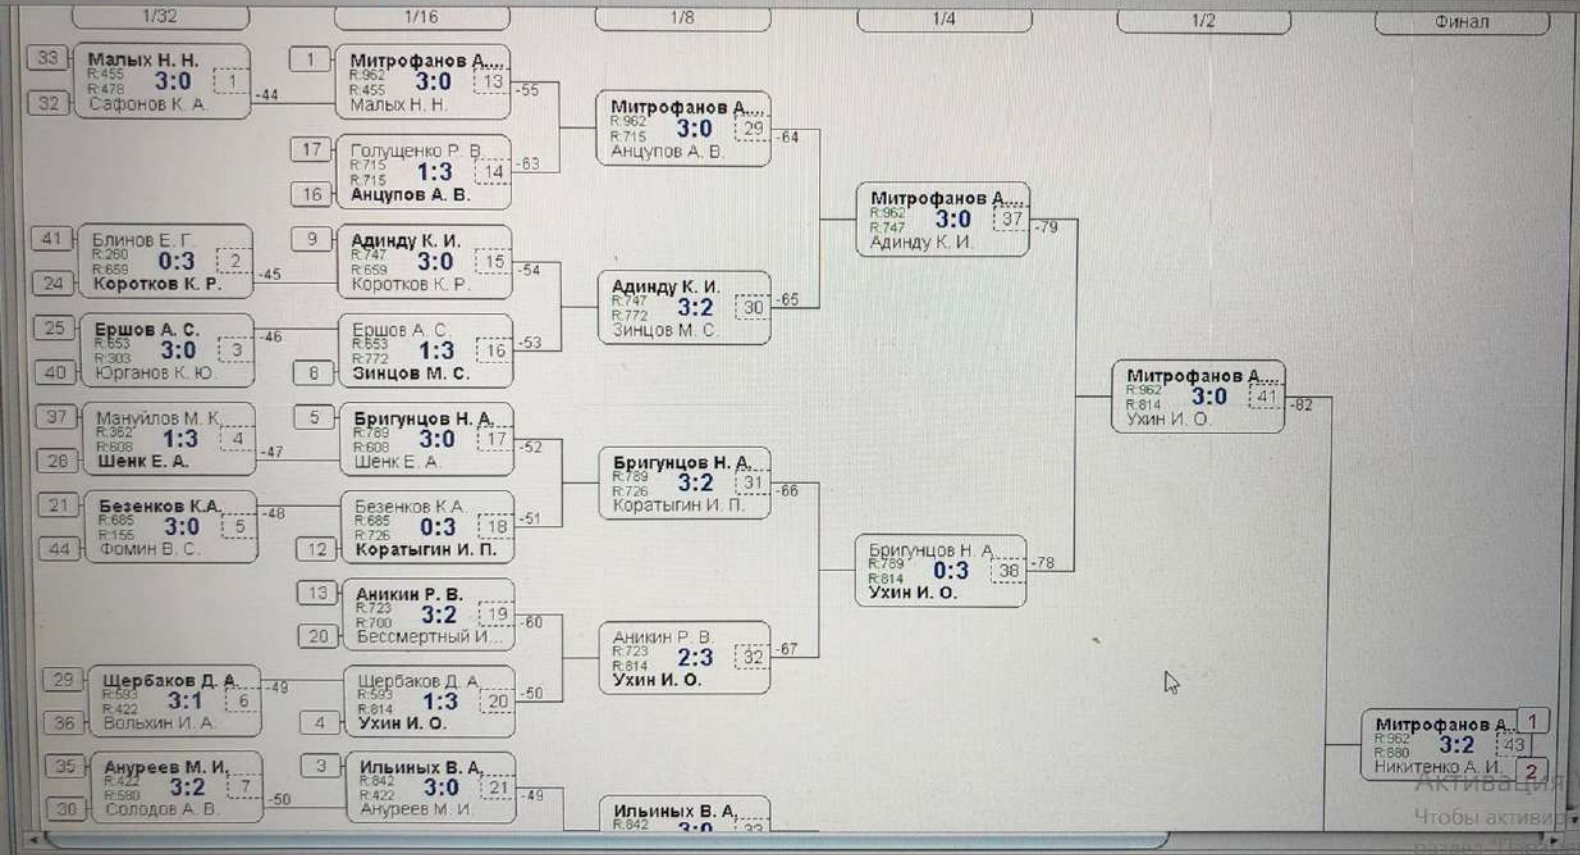 1/32
1/16
1/8
1/4
1/2
Финал
33
Малых Н. Н.
R:455
3:0
1
R:478
32
Сафонов К. А.
-44
41
Блинов Е. Г.
R:260
0:3
2
R:659
24
Коротков К. Р.
-45
25
Ершов А. С.
R:653
3:0
3
R:303
40
Юрганов К. Ю.
-46
37
Мануйлов М. К.
R:352
1:3
4
R:608
28
Шенк Е. А.
-47
21
Безенков К.А.
R:685
3:0
5
R:155
44
Фомин В. С.
-48
29
Щербаков Д. А.
R:593
3:1
6
R:422
36
Вольхин И. А.
-49
35
Ануреев М. И.
R:422
3:2
7
R:580
30
Солодов А. В.
-50
1
Митрофанов А....
R:962
3:0
13
R:455
Малых Н. Н.
-55
17
Голущенко Р. В.
R:715
1:3
14
R:715
16
Анцупов А. В.
-63
9
Адинду К. И.
R:747
3:0
15
R:659
Коротков К. Р.
-54
Ершов А. С.
R:653
1:3
16
R:772
8
Зинцов М. С.
-53
5
Бригунцов Н. А.
R:789
3:0
17
R:608
Шенк Е. А.
-52
Безенков К.А.
R:685
0:3
18
R:726
12
Коратыгин И. П.
-51
13
Аникин Р. В.
R:723
3:2
19
R:700
20
Бессмертный И...
-60
Щербаков Д. А.
R:593
1:3
20
R:814
4
Ухин И. О.
-50
3
Ильиных В. А.
R:842
3:0
21
R:422
Ануреев М. И.
-49
Митрофанов А....
R:962
3:0
29
R:715
Анцупов А. В.
-64
Адинду К. И.
R:747
3:2
30
R:772
Зинцов М. С.
-65
Бригунцов Н. А.
R:789
3:2
31
R:726
Коратыгин И. П.
-66
Аникин Р. В.
R:723
2:3
32
R:814
Ухин И. О.
-67
Ильиных В. А.
R:842
3:0
33
Митрофанов А....
R:962
3:0
37
R:747
Адинду К. И.
-79
Бригунцов Н. А.
R:789
0:3
38
R:814
Ухин И. О.
-78
Митрофанов А....
R:962
3:0
41
R:814
Ухин И. О.
-82
Митрофанов А...
1
R:962
3:2
43
R:880
Никитенко А. И.
2
Активация
Чтобы активир
раздел